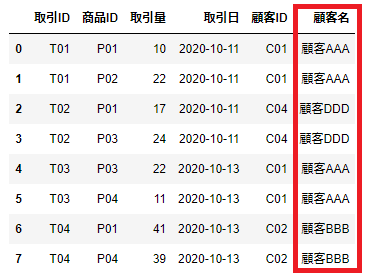 取引ID 商品ID 取引量 取引日 顧客ID 顧客名
0 T01 P01 10 2020-10-11 C01 顧客AAA
1 T01 P02 22 2020-10-11 C01 顧客AAA
2 T02 P01 17 2020-10-11 C04 顧客DDD
3 T02 P03 24 2020-10-11 C04 顧客DDD
4 T03 P03 22 2020-10-13 C01 顧客AAA
5 T03 P04 11 2020-10-13 C01 顧客AAA
6 T04 P01 41 2020-10-13 C02 顧客BBB
7 T04 P04 39 2020-10-13 C02 顧客BBB